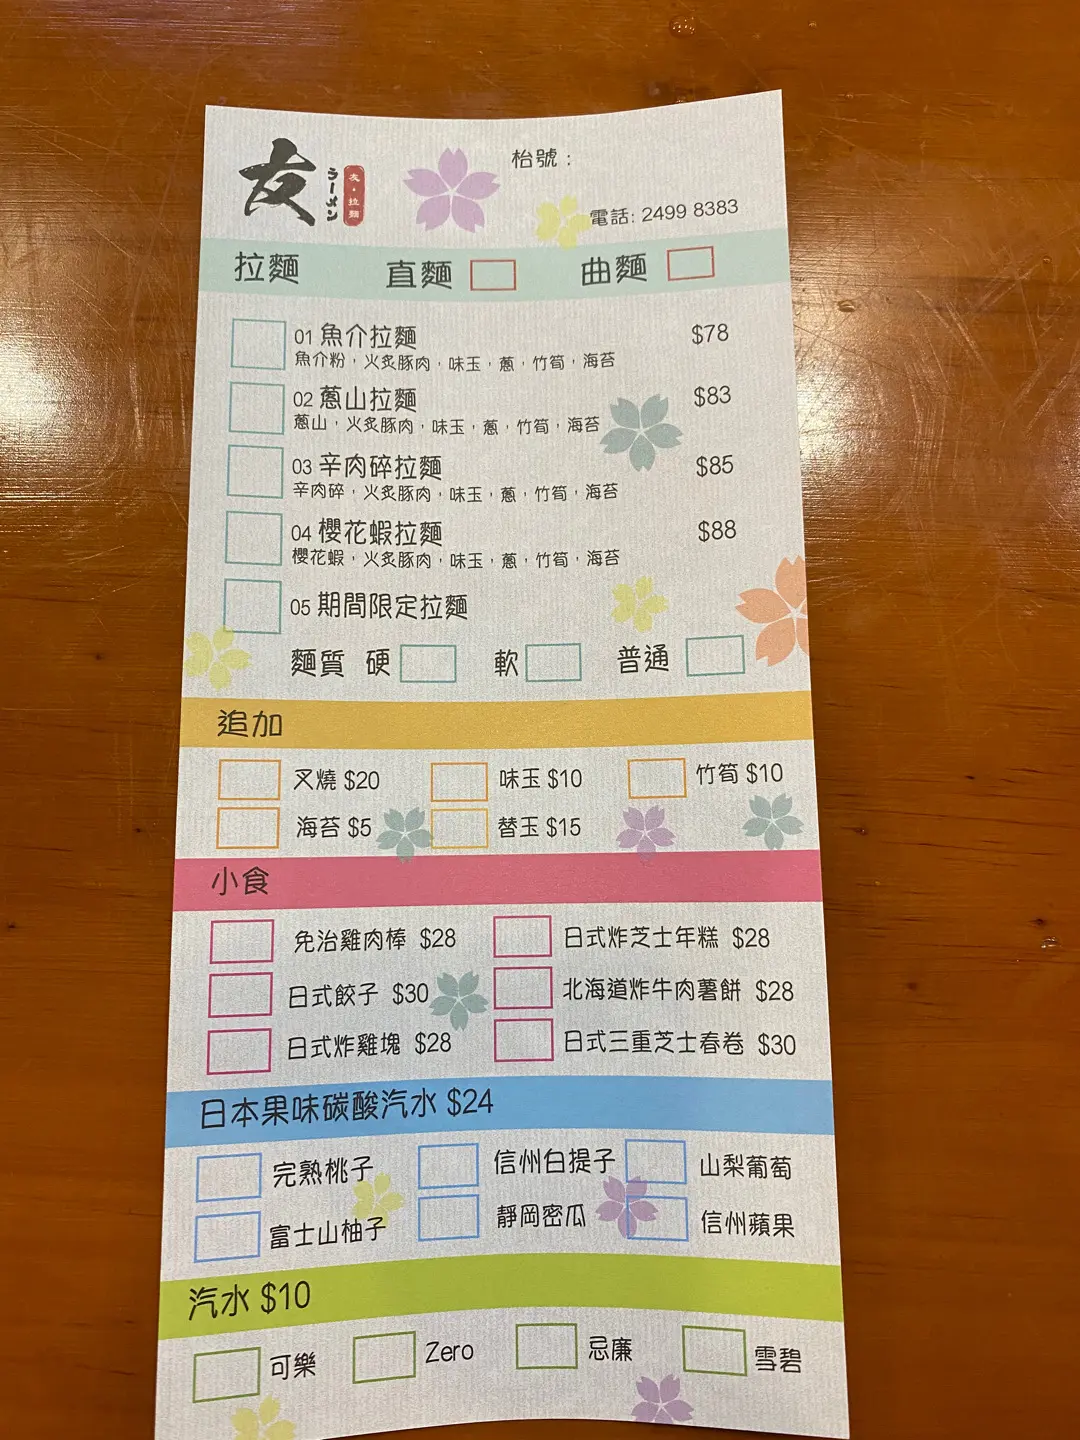 友
ラーメン
友・拉麵
枱號：
電話: 2499 8383
拉麵 直麵 曲麵
01 魚介拉麵 $78
魚介粉，火炙豚肉，味玉，蔥，竹筍，海苔
02 蔥山拉麵 $83
蔥山，火炙豚肉，味玉，蔥，竹筍，海苔
03 辛肉碎拉麵 $85
辛肉碎，火炙豚肉，味玉，蔥，竹筍，海苔
04 櫻花蝦拉麵 $88
櫻花蝦，火炙豚肉，味玉，蔥，竹筍，海苔
05 期間限定拉麵
麵質 硬 軟 普通
追加
叉燒 $20 味玉 $10 竹筍 $10
海苔 $5 替玉 $15
小食
免治雞肉棒 $28 日式炸芝士年糕 $28
日式餃子 $30 北海道炸牛肉薯餅 $28
日式炸雞塊 $28 日式三重芝士春卷 $30
日本果味碳酸汽水 $24
完熟桃子 信州白提子 山梨葡萄
富士山柚子 靜岡密瓜 信州蘋果
汽水 $10
可樂 Zero 忌廉 雪碧